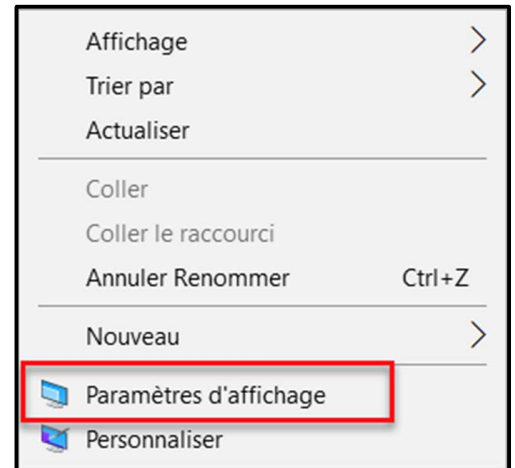 Affichage
Trier par
Actualiser
Coller
Coller le raccourci
Annuler Renommer Ctrl+Z
Nouveau
Paramètres d'affichage
Personnaliser